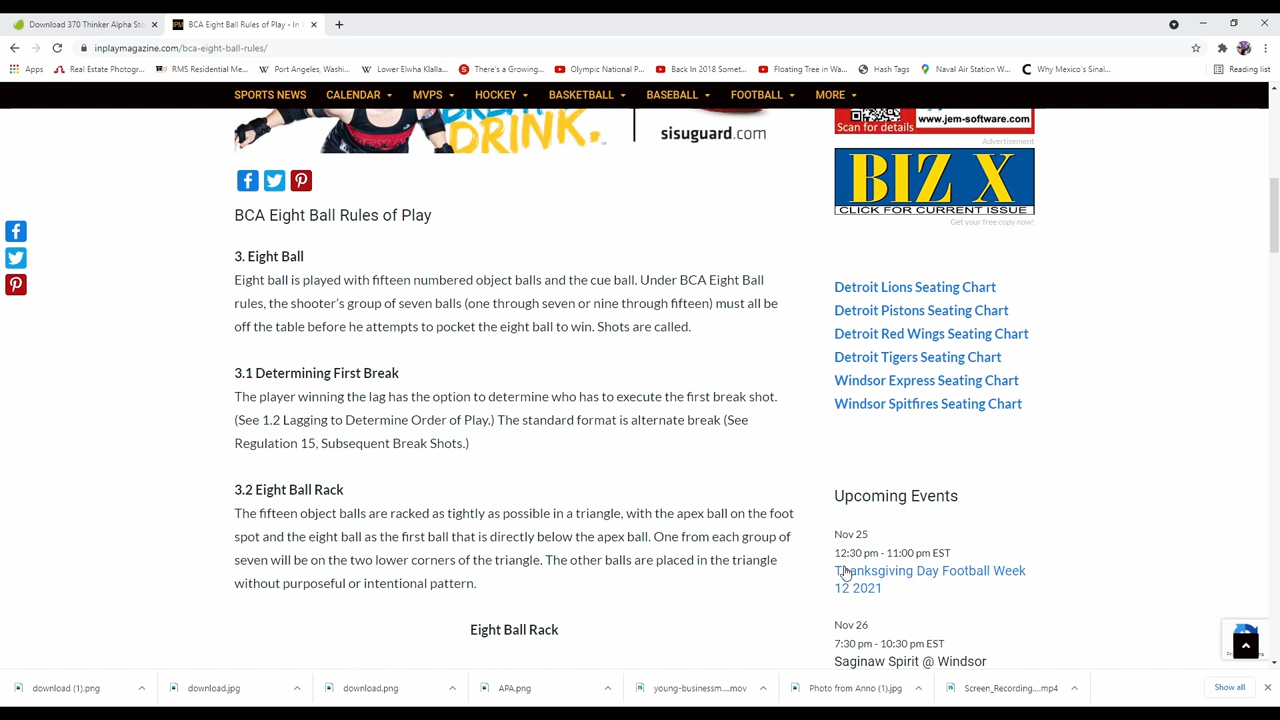 Download 370 Thinker Alpha Sto
BCA Eight Ball Rules of Play - In P
inplaymagazine.com/bca-eight-ball-rules/
Apps
Real Estate Photogr...
RMS Residential Me...
Port Angeles, Washi...
Lower Elwha Klalla...
There's a Growing...
Olympic National P...
Back In 2018 Somet...
Floating Tree in Wa...
Hash Tags
Naval Air Station W...
Why Mexico's Sinal...
Reading list
SPORTS NEWS
CALENDAR
MVPS
HOCKEY
BASKETBALL
BASEBALL
FOOTBALL
MORE
DRINK.
sisuguard.com
Scan for details
www.jem-software.com
Advertisement
BIZ X
CLICK FOR CURRENT ISSUE
Get your free copy now!
BCA Eight Ball Rules of Play
3. Eight Ball
Eight ball is played with fifteen numbered object balls and the cue ball. Under BCA Eight Ball
rules, the shooter's group of seven balls (one through seven or nine through fifteen) must all be
off the table before he attempts to pocket the eight ball to win. Shots are called.
3.1 Determining First Break
The player winning the lag has the option to determine who has to execute the first break shot.
(See 1.2 Lagging to Determine Order of Play.) The standard format is alternate break (See
Regulation 15, Subsequent Break Shots.)
3.2 Eight Ball Rack
The fifteen object balls are racked as tightly as possible in a triangle, with the apex ball on the foot
spot and the eight ball as the first ball that is directly below the apex ball. One from each group of
seven will be on the two lower corners of the triangle. The other balls are placed in the triangle
without purposeful or intentional pattern.
Eight Ball Rack
Detroit Lions Seating Chart
Detroit Pistons Seating Chart
Detroit Red Wings Seating Chart
Detroit Tigers Seating Chart
Windsor Express Seating Chart
Windsor Spitfires Seating Chart
Upcoming Events
Nov 25
12:30 pm - 11:00 pm EST
Thanksgiving Day Football Week
12 2021
Nov 26
7:30 pm - 10:30 pm EST
Saginaw Spirit @ Windsor
download (1).png
download.jpg
download.png
APA.png
young-businessm....mov
Photo from Anno (1).jpg
Screen_Recording....mp4
Show all